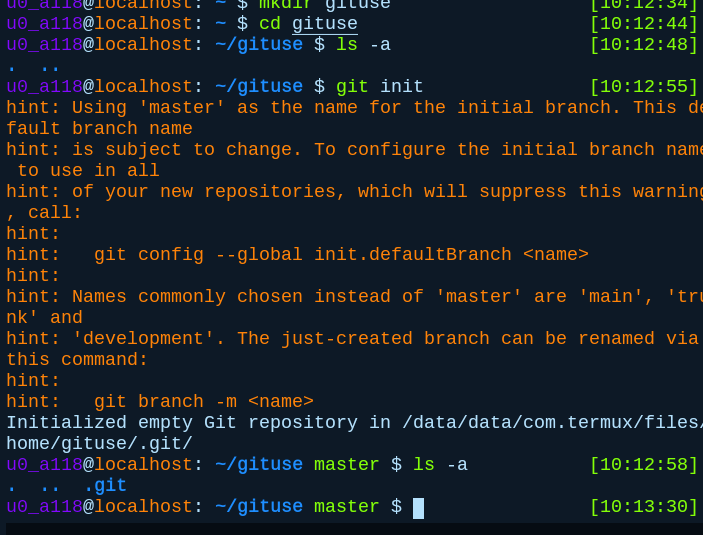 u0_a118@localhost: ~ $ mkdir gituse [10:12:34]
u0_a118@localhost: ~ $ cd gituse [10:12:44]
u0_a118@localhost: ~/gituse $ ls -a [10:12:48]
.  ..
u0_a118@localhost: ~/gituse $ git init [10:12:55]
hint: Using 'master' as the name for the initial branch. This de
fault branch name
hint: is subject to change. To configure the initial branch name
 to use in all
hint: of your new repositories, which will suppress this warning
, call:
hint:
hint:   git config --global init.defaultBranch <name>
hint:
hint: Names commonly chosen instead of 'master' are 'main', 'tru
nk' and
hint: 'development'. The just-created branch can be renamed via
this command:
hint:
hint:   git branch -m <name>
Initialized empty Git repository in /data/data/com.termux/files/
home/gituse/.git/
u0_a118@localhost: ~/gituse master $ ls -a [10:12:58]
.  ..  .git
u0_a118@localhost: ~/gituse master $ [10:13:30]